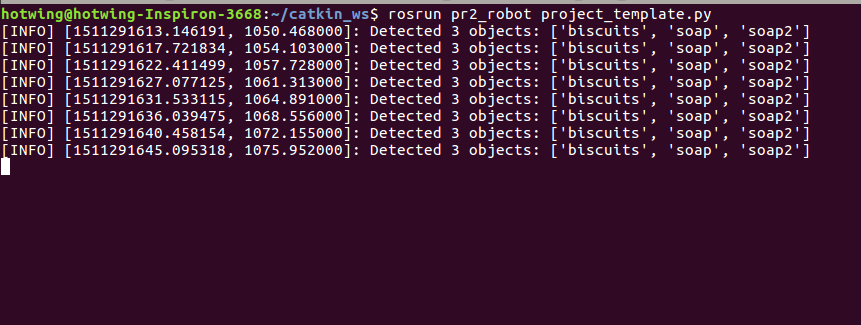 hotwing@hotwing-Inspiron-3668:~/catkin_ws$ rosrun pr2_robot project_template.py
[INFO] [1511291613.146191, 1050.468000]: Detected 3 objects: ['biscuits', 'soap', 'soap2']
[INFO] [1511291617.721834, 1054.103000]: Detected 3 objects: ['biscuits', 'soap', 'soap2']
[INFO] [1511291622.411499, 1057.728000]: Detected 3 objects: ['biscuits', 'soap', 'soap2']
[INFO] [1511291627.077125, 1061.313000]: Detected 3 objects: ['biscuits', 'soap', 'soap2']
[INFO] [1511291631.533115, 1064.891000]: Detected 3 objects: ['biscuits', 'soap', 'soap2']
[INFO] [1511291636.039475, 1068.556000]: Detected 3 objects: ['biscuits', 'soap', 'soap2']
[INFO] [1511291640.458154, 1072.155000]: Detected 3 objects: ['biscuits', 'soap', 'soap2']
[INFO] [1511291645.095318, 1075.952000]: Detected 3 objects: ['biscuits', 'soap', 'soap2']